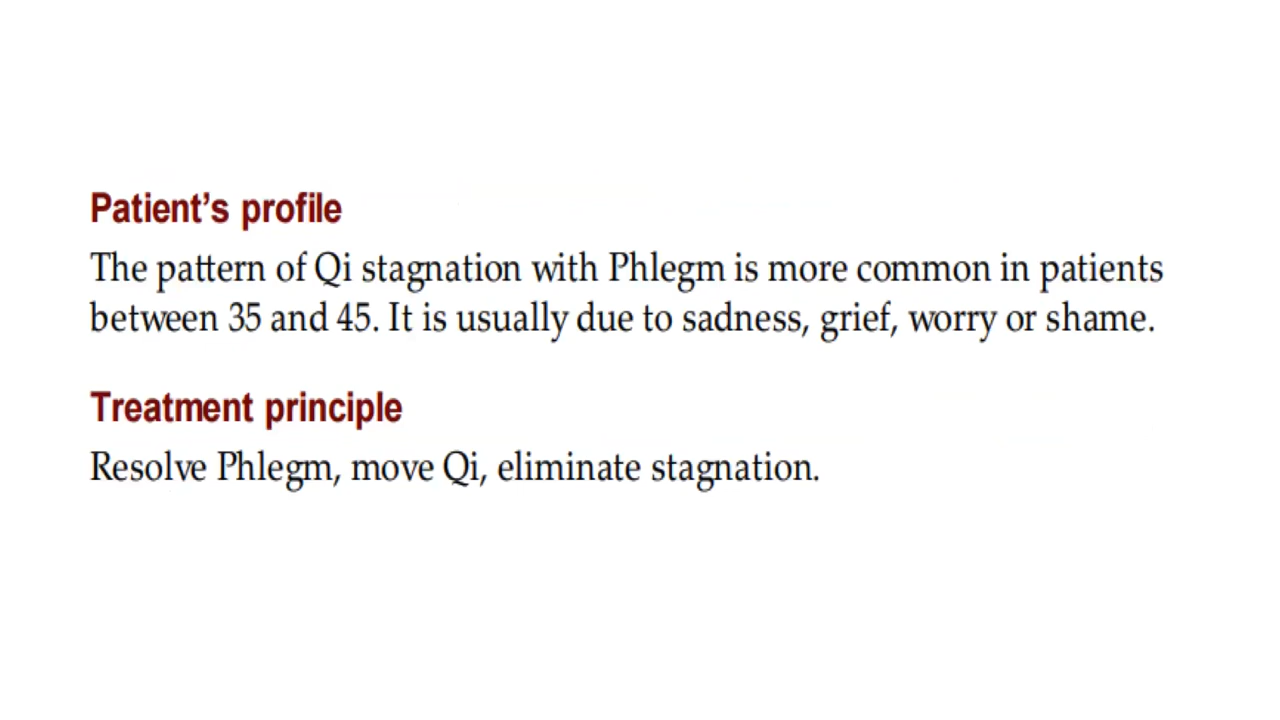 Patient’s profile
The pattern of Qi stagnation with Phlegm is more common in patients
between 35 and 45. It is usually due to sadness, grief, worry or shame.
Treatment principle
Resolve Phlegm, move Qi, eliminate stagnation.